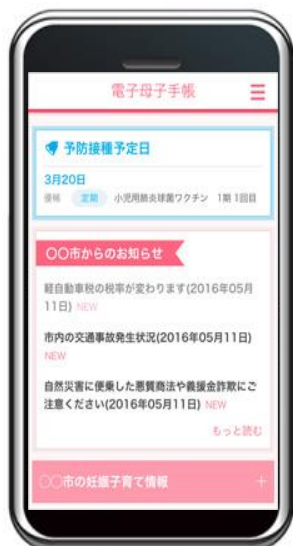 電子母子手帳
予防接種予定日
3月20日
優稀 定期 小児用肺炎球菌ワクチン 1期 1回目
〇〇市からのお知らせ
軽自動車税の税率が変わります(2016年05月
11日) NEW
市内の交通事故発生状況(2016年05月11日)
NEW
自然災害に便乗した悪質商法や義援金詐欺にご
注意ください(2016年05月11日) NEW
もっと読む
〇〇市の妊娠子育て情報 +